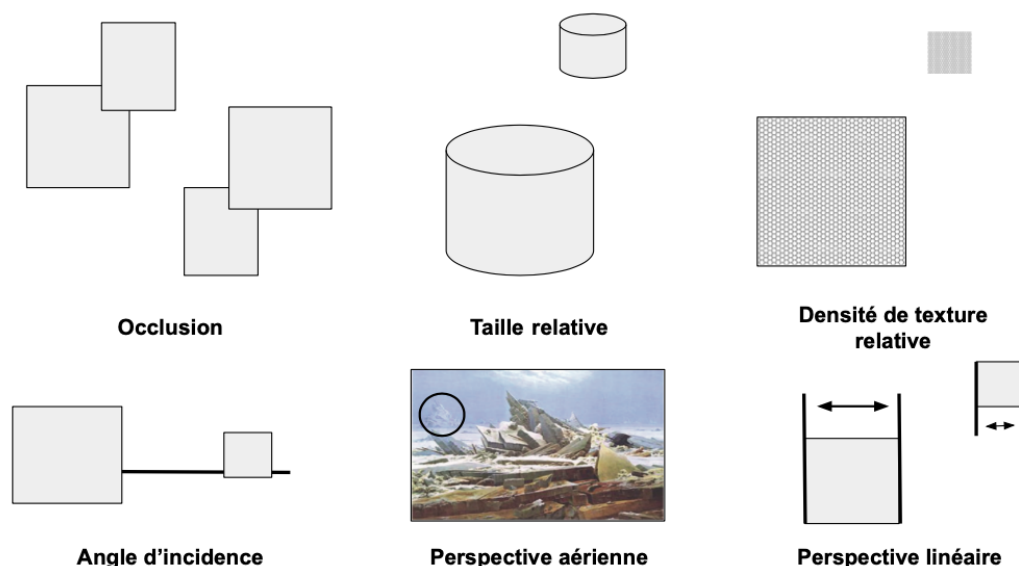 Occlusion
Taille relative
Densité de texture
relative
Angle d’incidence
Perspective aérienne
Perspective linéaire